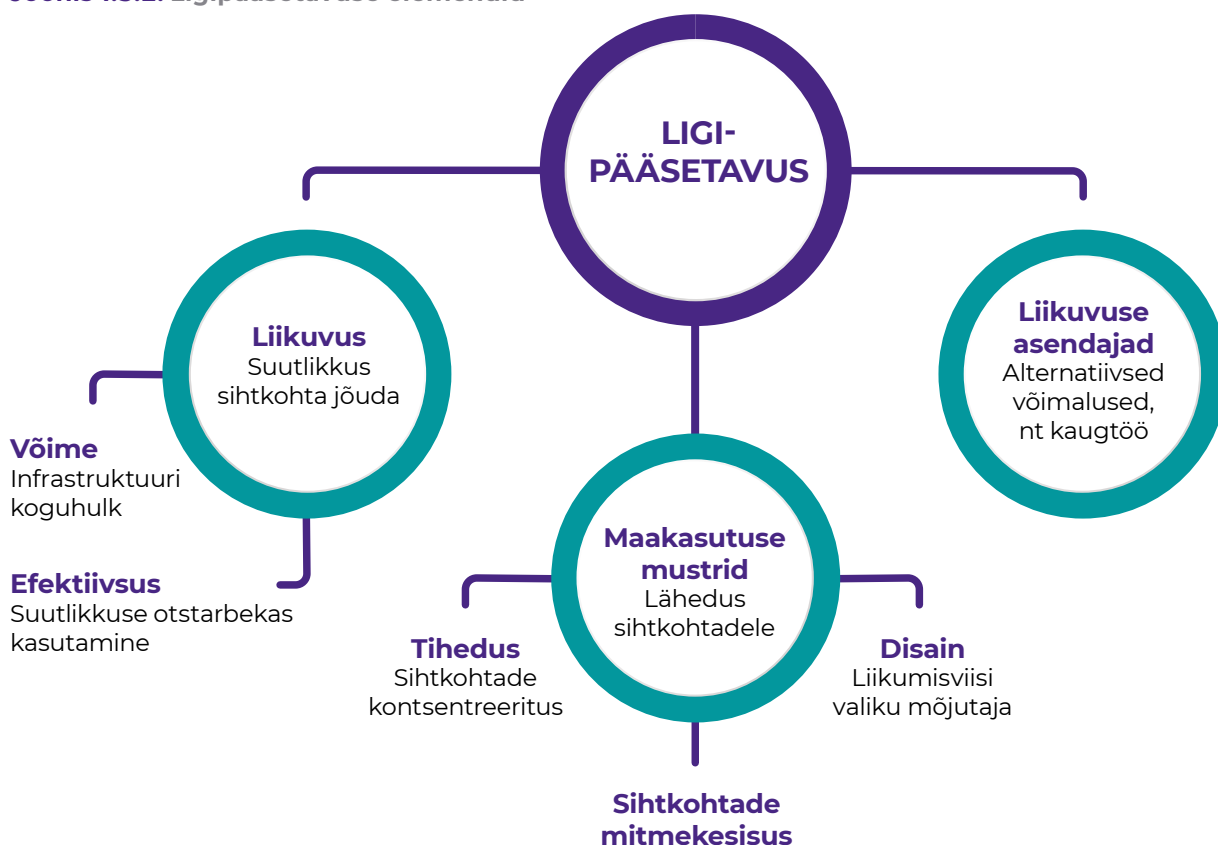 LIGI-
PÄÄSETAVUS
Liikuvus
Suutlikkus
sihtkohta jõuda
Liikuvuse
asendajad
Alternatiivsed
võimalused,
nt kaugtöö
Võime
Infrastruktuuri
koguhulk
Efektiivsus
Suutlikkuse otstarbekas
kasutamine
Maakasutuse
mustrid
Lähedus
sihtkohtadele
Tihedus
Sihtkohtade
kontsentreeritus
Disain
Liikumisviisi
valiku mõjutaja
Sihtkohtade
mitmekesisus